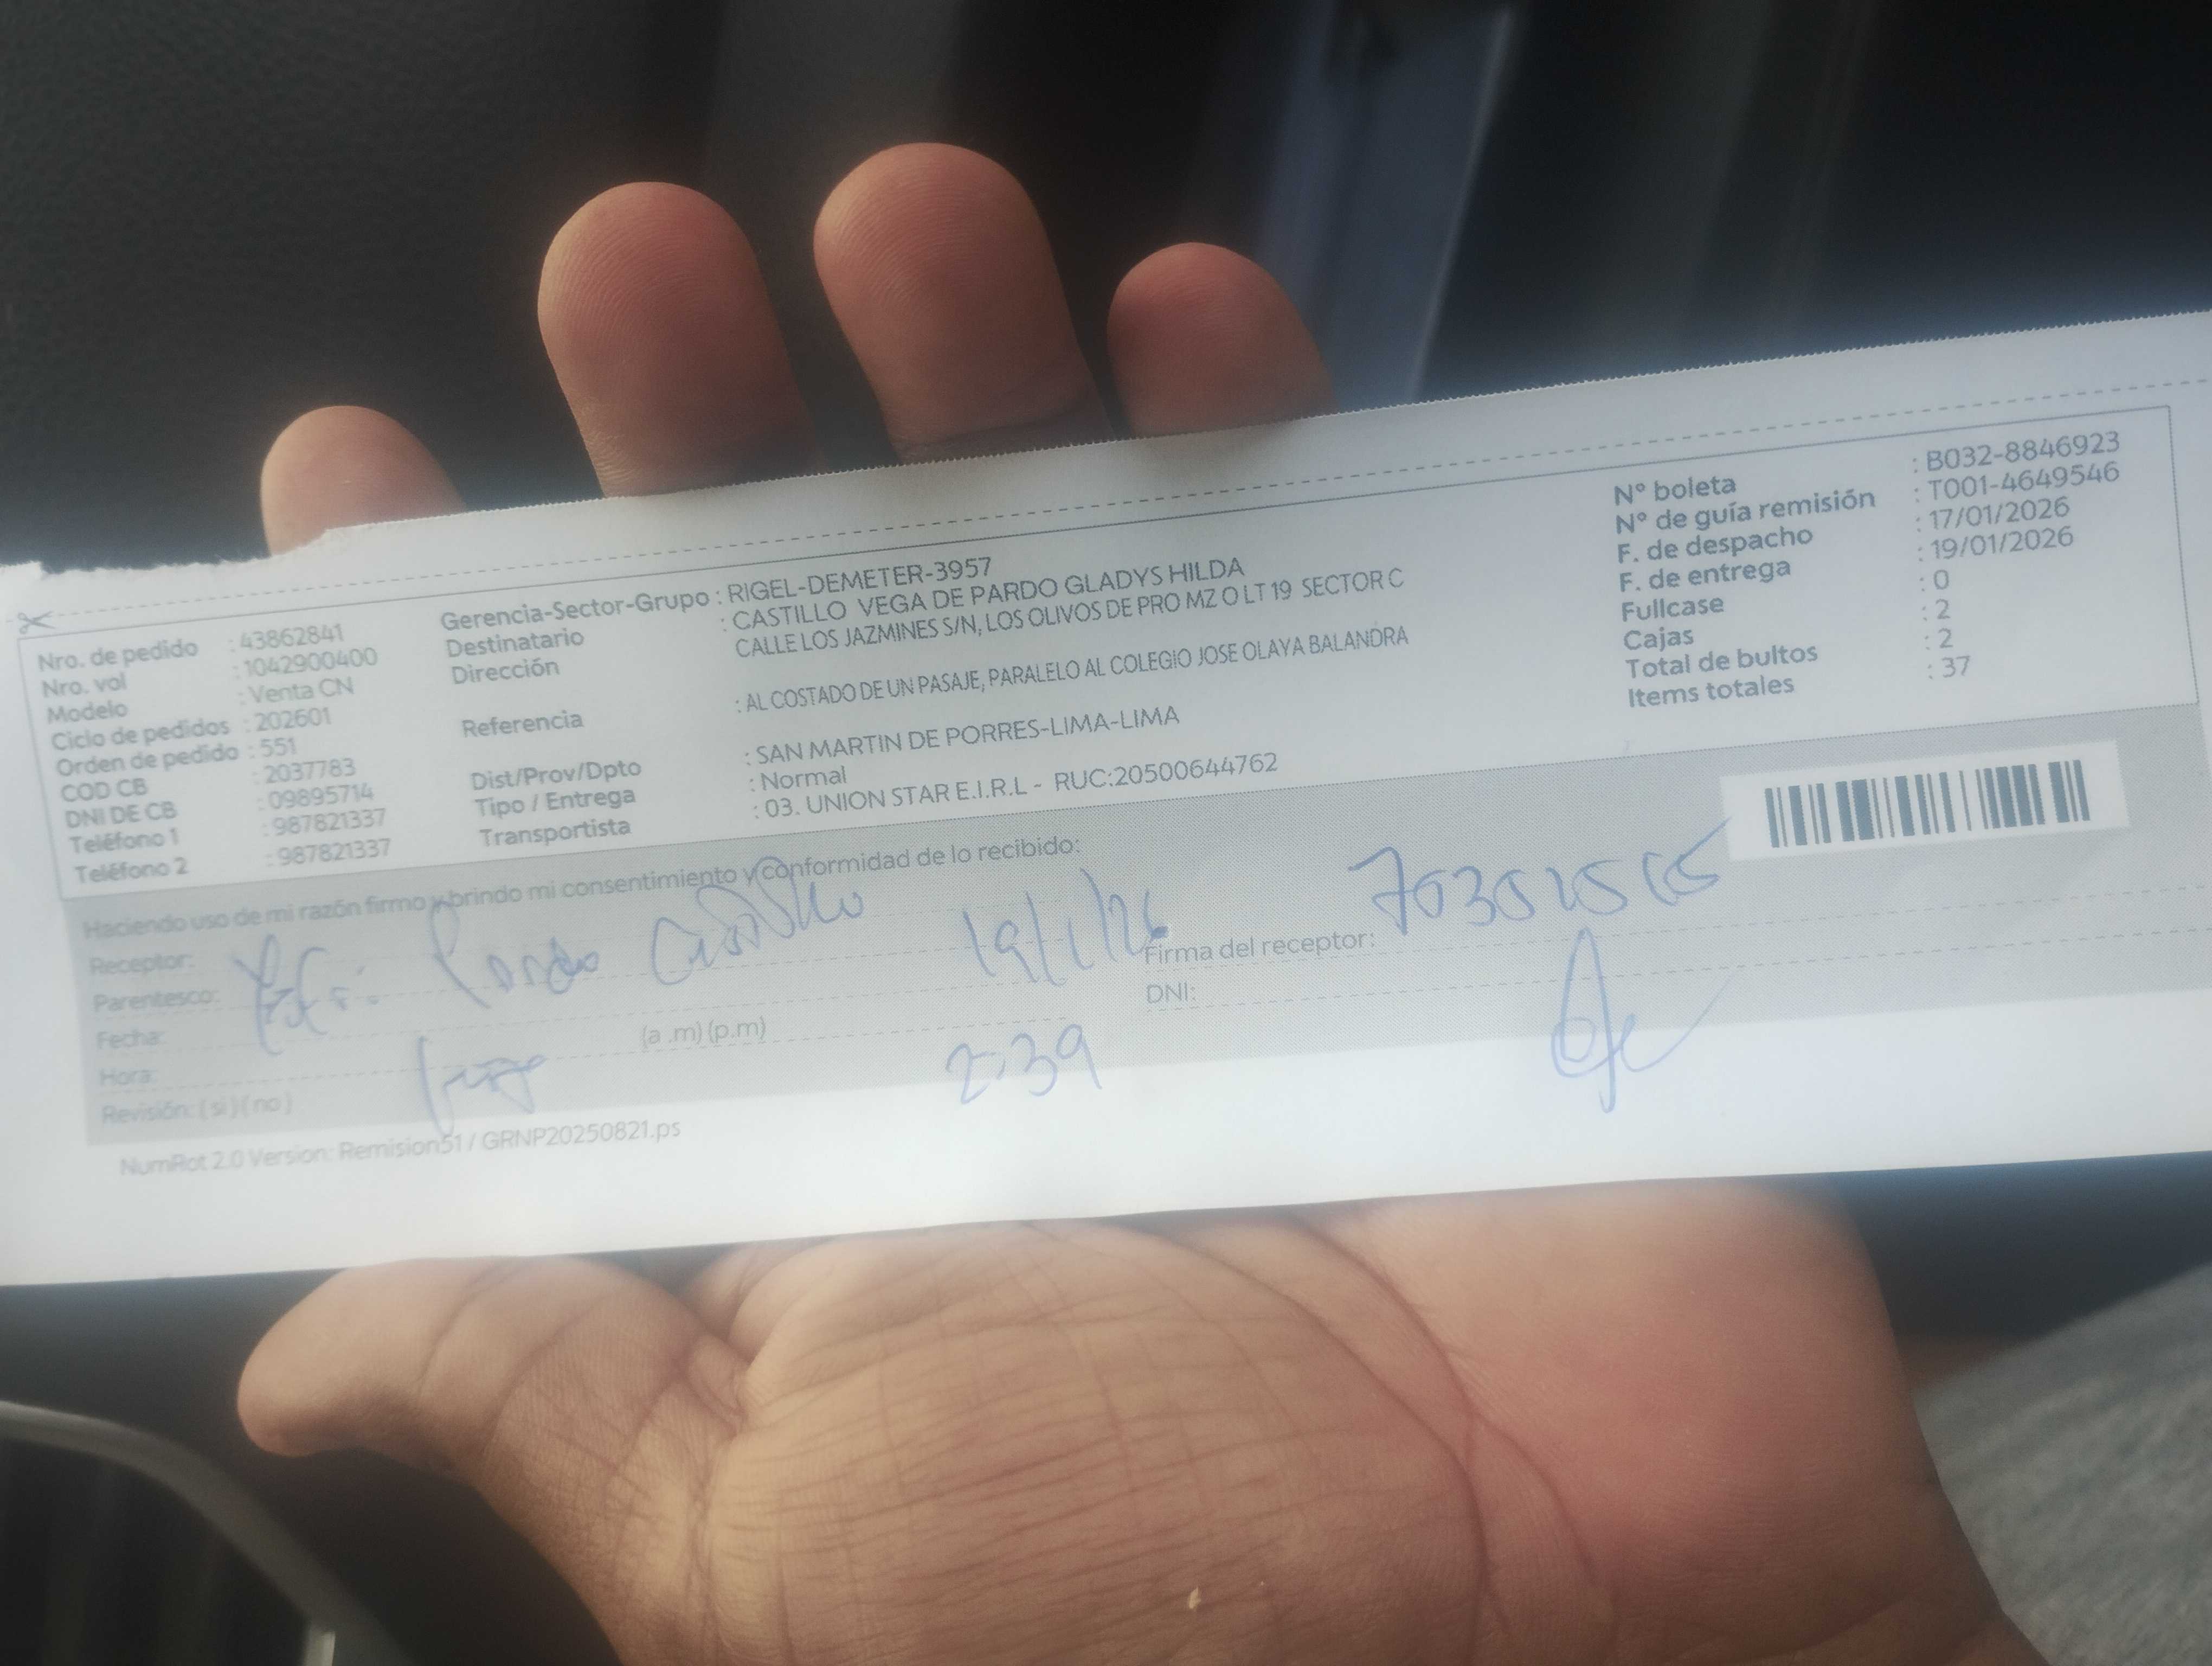 Nro. de pedido : 43862841
Nro. vol : 1042900400
Modelo : Venta CN
Ciclo de pedidos : 202601
Orden de pedido : 551
COD CB : 2037783
DNI DE CB : 09895714
Teléfono 1 : 987821337
Teléfono 2 : 987821337
Gerencia-Sector-Grupo : RIGEL-DEMETER-3957
Destinatario : CASTILLO VEGA DE PARDO GLADYS HILDA
Dirección CALLE LOS JAZMINES S/N, LOS OLIVOS DE PRO MZ O LT 19 SECTOR C
Referencia : AL COSTADO DE UN PASAJE, PARALELO AL COLEGIO JOSE OLAYA BALANDRA
Dist/Prov/Dpto : SAN MARTIN DE PORRES-LIMA-LIMA
Tipo / Entrega : Normal
Transportista : 03. UNION STAR E.I.R.L - RUC:20500644762
N° boleta : B032-8846923
N° de guía remisión : T001-4649546
F. de despacho : 17/01/2026
F. de entrega : 19/01/2026
Fullcase : 0
Cajas : 2
Total de bultos : 2
Items totales : 37
Haciendo uso de mi razón firmo y brindo mi consentimiento y conformidad de lo recibido:
Receptor:
Parentesco: Pardo Castillo 19/1/26
Fecha:
Hora: (a .m) (p.m) 2:39
Revisión: ( si ) ( no )
Firma del receptor:
DNI:
NumRot 2.0 Version: Remision51 / GRNP20250821.ps